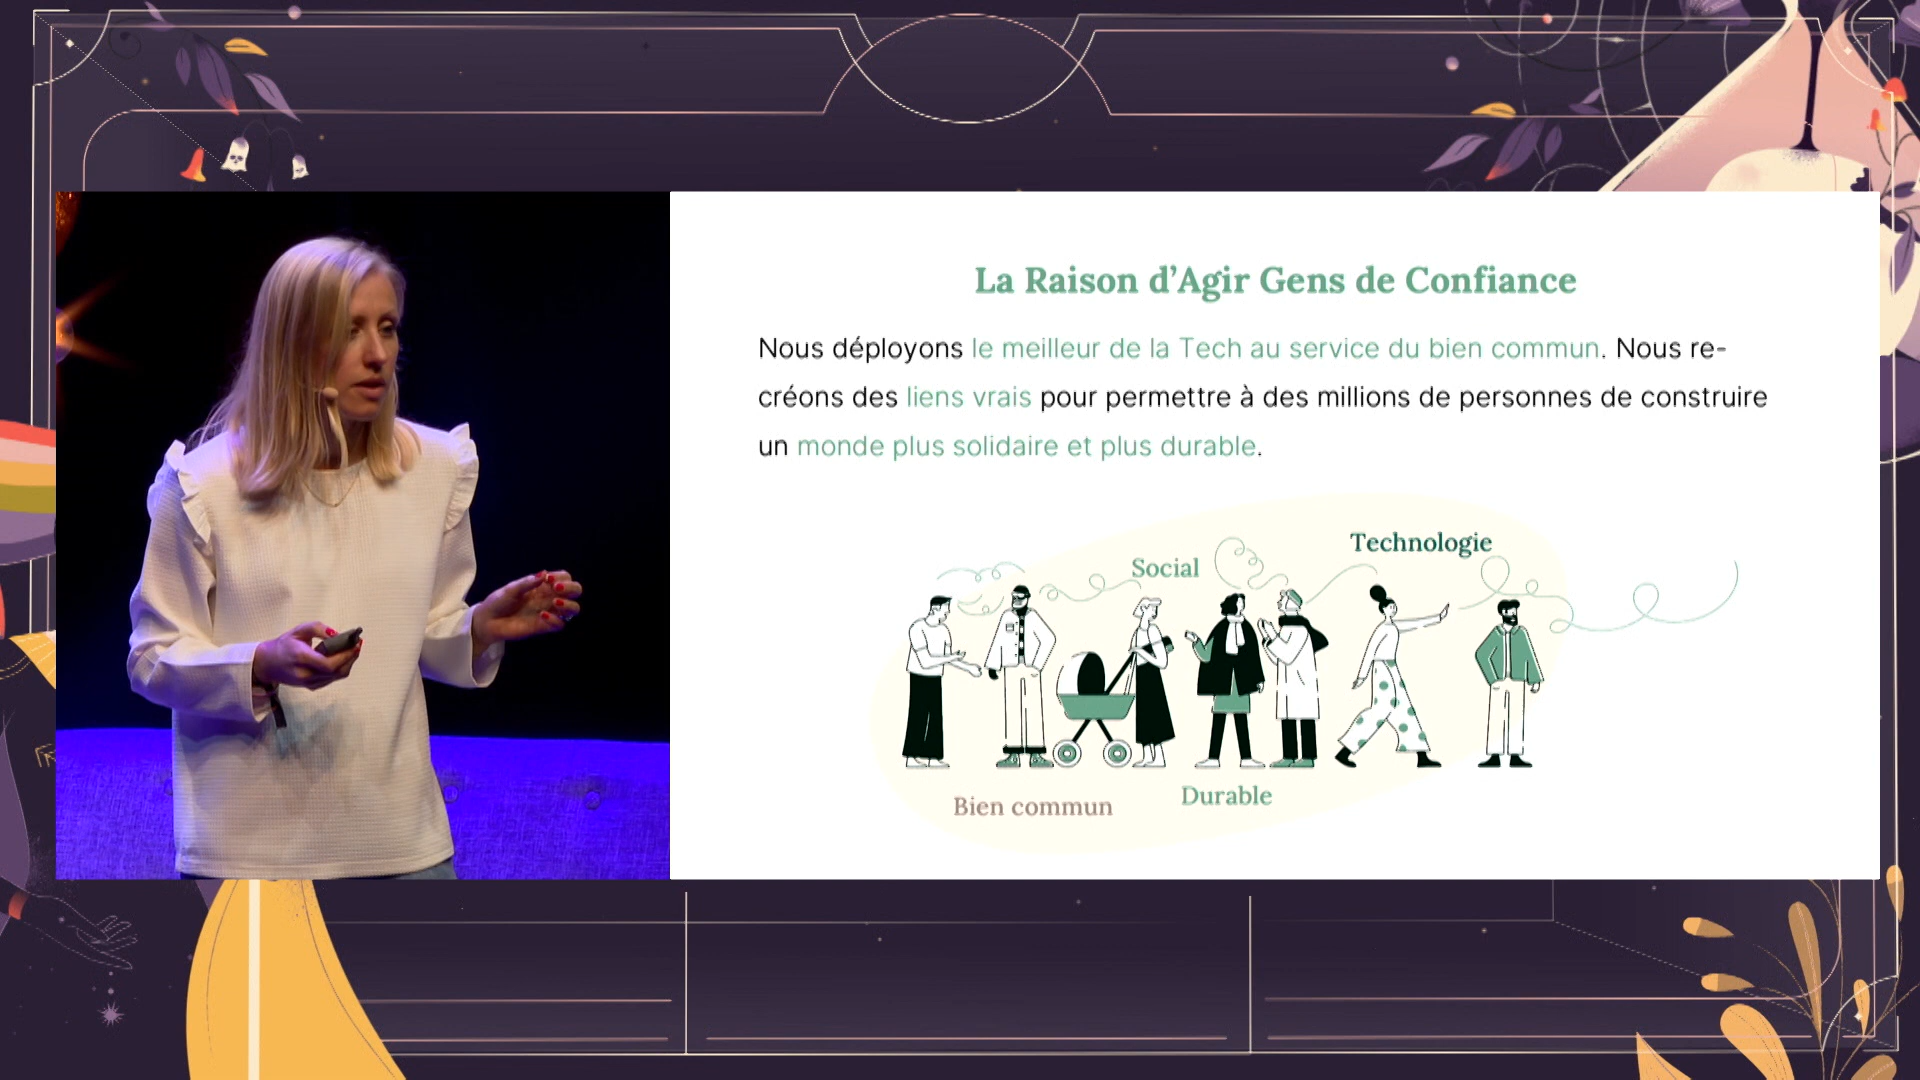 La Raison d’Agir Gens de Confiance
Nous déployons le meilleur de la Tech au service du bien commun. Nous re-
créons des liens vrais pour permettre à des millions de personnes de construire
un monde plus solidaire et plus durable.
Technologie
Social
Durable
Bien commun